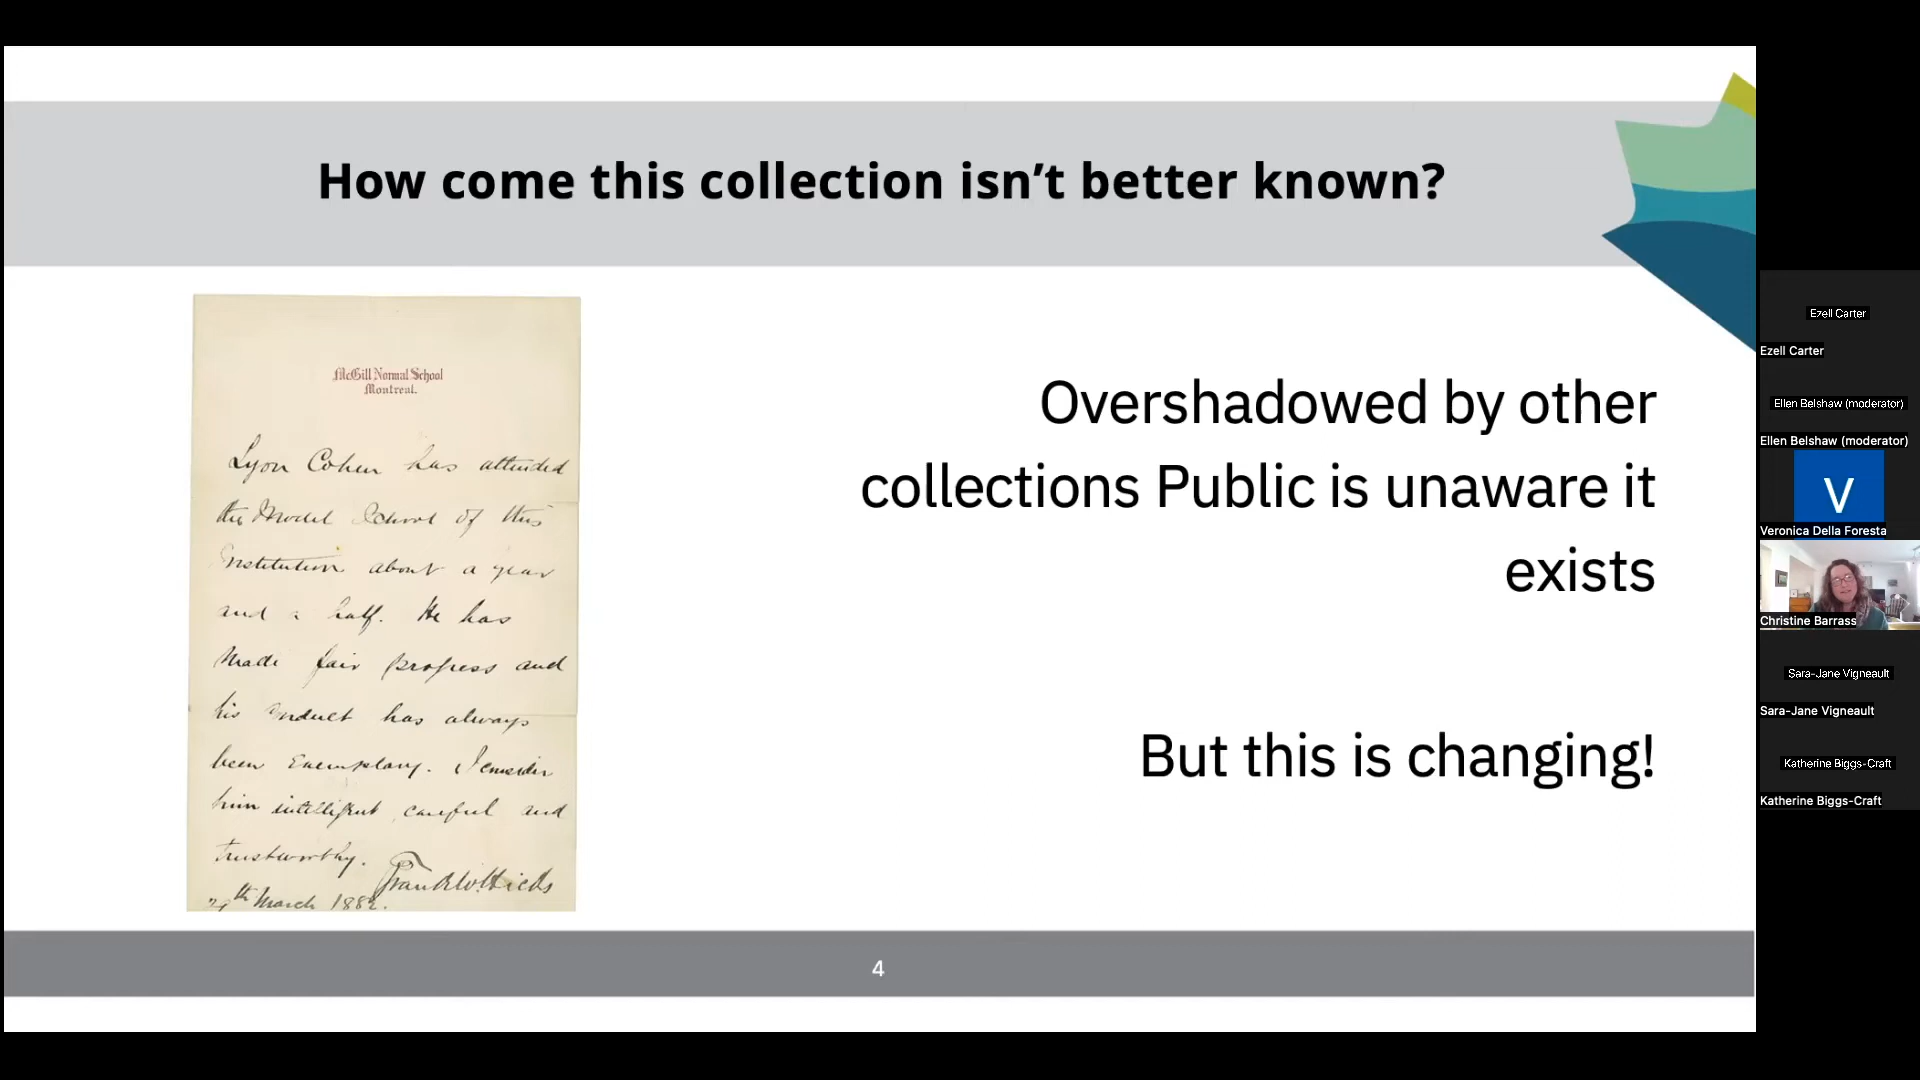 How come this collection isn’t better known?
McGill Normal School
Montreal.
Lyon Cohen has attended
the Model School of this
Institution about a year
and a half. He has
made fair progress and
his conduct has always
been Exemplary. I consider
him intelligent careful and
trustworthy.
Frank W. Hicks
th March 1882.
Overshadowed by other
collections Public is unaware it
exists
But this is changing!
4
Ezell Carter
Ezell Carter
Ellen Belshaw (moderator)
Ellen Belshaw (moderator)
V
Veronica Della Foresta
Christine Barrass
Sara-Jane Vigneault
Sara-Jane Vigneault
Katherine Biggs-Craft
Katherine Biggs-Craft